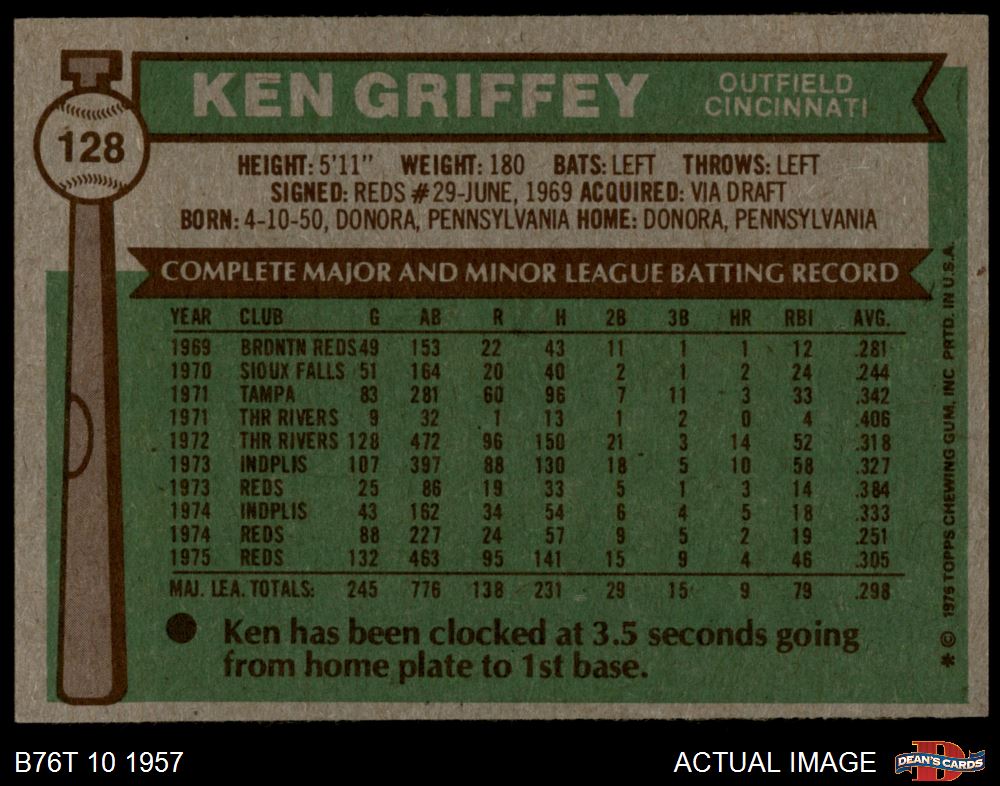 128
KEN GRIFFEY
OUTFIELD
CINCINNATI
HEIGHT: 5'11" WEIGHT: 180 BATS: LEFT THROWS: LEFT
SIGNED: REDS #29-JUNE, 1969 ACQUIRED: VIA DRAFT
BORN: 4-10-50, DONORA, PENNSYLVANIA HOME: DONORA, PENNSYLVANIA
COMPLETE MAJOR AND MINOR LEAGUE BATTING RECORD
YEAR CLUB G AB R H 2B 3B HR RBI AVG.
1969 BRDNTN REDS 49 153 22 43 11 1 1 12 .281
1970 SIOUX FALLS 51 164 20 40 2 1 2 24 .244
1971 TAMPA 83 281 60 96 7 11 3 33 .342
1971 THR RIVERS 9 32 1 13 1 2 0 4 .406
1972 THR RIVERS 128 472 96 150 21 3 14 52 .318
1973 INDPLIS 107 397 88 130 18 5 10 58 .327
1973 REDS 25 86 19 33 5 1 3 14 .384
1974 INDPLIS 43 162 34 54 6 4 5 18 .333
1974 REDS 88 227 24 57 9 5 2 19 .251
1975 REDS 132 463 95 141 15 9 4 46 .305
MAJ. LEA. TOTALS: 245 776 138 231 29 15 9 79 .298
Ken has been clocked at 3.5 seconds going
from home plate to 1st base.
* © 1976 TOPPS CHEWING GUM, INC PRTD. IN U.S.A.
B76T 10 1957
ACTUAL IMAGE
D
DEAN'S CARDS